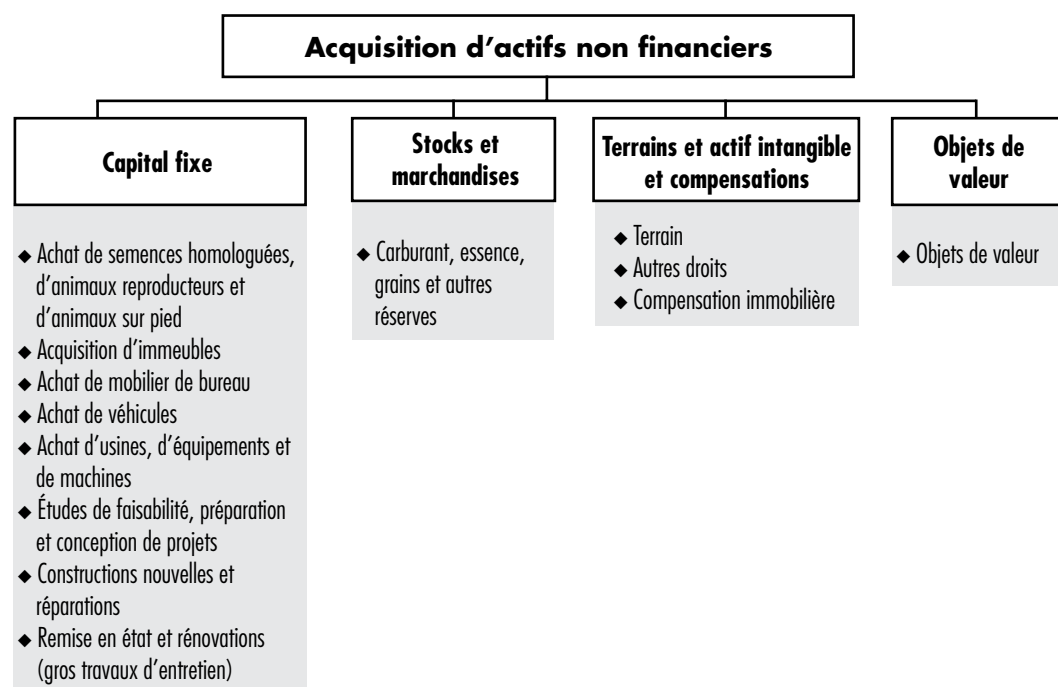 Acquisition d'actifs non financiers
Capital fixe
◆ Achat de semences homologuées,
d'animaux reproducteurs et
d'animaux sur pied
◆ Acquisition d'immeubles
◆ Achat de mobilier de bureau
◆ Achat de véhicules
◆ Achat d'usines, d'équipements et
de machines
◆ Études de faisabilité, préparation
et conception de projets
◆ Constructions nouvelles et
réparations
◆ Remise en état et rénovations
(gros travaux d'entretien)
Stocks et
marchandises
◆ Carburant, essence,
grains et autres
réserves
Terrains et actif intangible
et compensations
◆ Terrain
◆ Autres droits
◆ Compensation immobilière
Objets de
valeur
◆ Objets de valeur